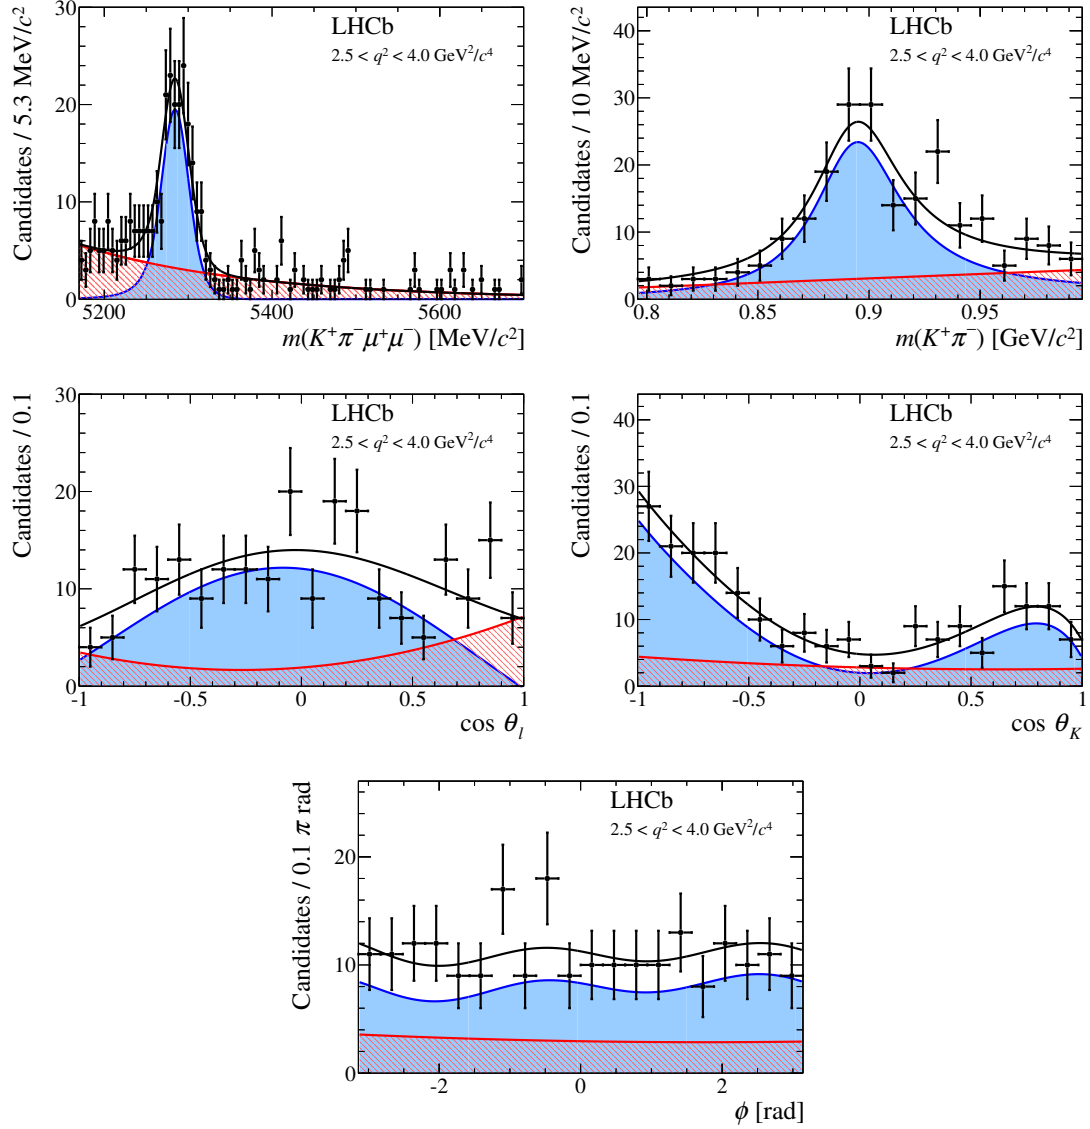 Candidates / 5.3 MeV/c²
30
20
10
0
LHCb
2.5 < q² < 4.0 GeV²/c⁴
5200 5400 5600
m(K⁺π⁻μ⁺μ⁻) [MeV/c²]
Candidates / 10 MeV/c²
40
30
20
10
0
LHCb
2.5 < q² < 4.0 GeV²/c⁴
0.8 0.85 0.9 0.95
m(K⁺π⁻) [GeV/c²]
Candidates / 0.1
30
20
10
0
LHCb
2.5 < q² < 4.0 GeV²/c⁴
-1 -0.5 0 0.5 1
cos θ_l
Candidates / 0.1
40
30
20
10
0
LHCb
2.5 < q² < 4.0 GeV²/c⁴
-1 -0.5 0 0.5 1
cos θ_K
Candidates / 0.1 π rad
20
10
0
LHCb
2.5 < q² < 4.0 GeV²/c⁴
-2 0 2
ϕ [rad]